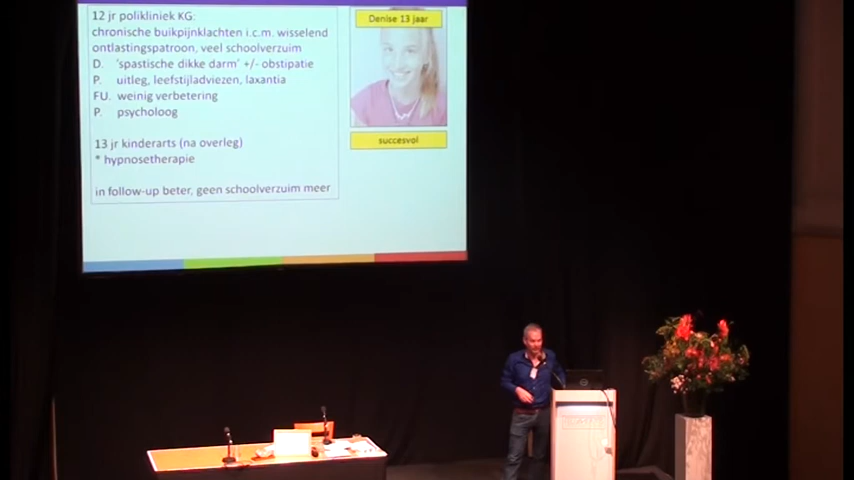 12 jr polikliniek KG:
chronische buikpijnklachten i.c.m. wisselend
ontlastingspatroon, veel schoolverzuim
D. 'spastische dikke darm' +/- obstipatie
P. uitleg, leefstijladviezen, laxantia
FU. weinig verbetering
P. psycholoog
13 jr kinderarts (na overleg)
* hypnosetherapie
in follow-up beter, geen schoolverzuim meer
Denise 13 jaar
succesvol